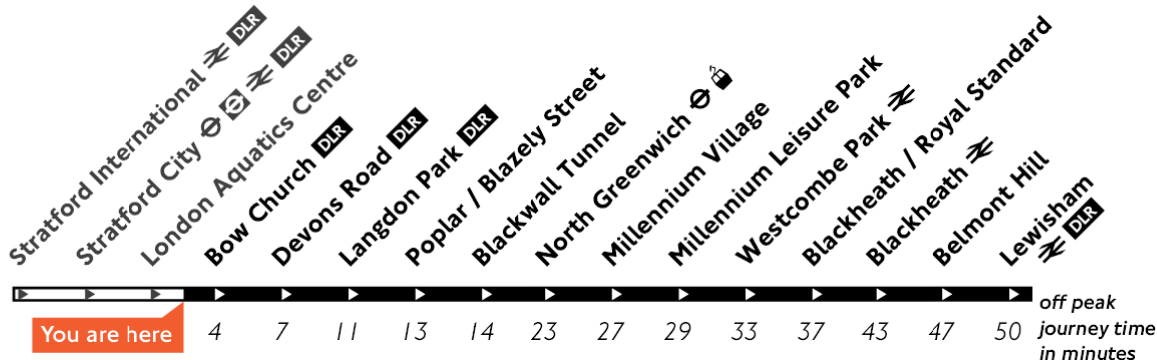 Stratford International DLR
Stratford City DLR
London Aquatics Centre
Bow Church DLR
Devons Road DLR
Langdon Park DLR
Poplar / Blazely Street
Blackwall Tunnel
North Greenwich
Millennium Village
Millennium Leisure Park
Westcombe Park
Blackheath / Royal Standard
Blackheath
Belmont Hill
Lewisham
DLR
You are here
4 7 11 13 14 23 27 29 33 37 43 47 50
off peak
journey time
in minutes